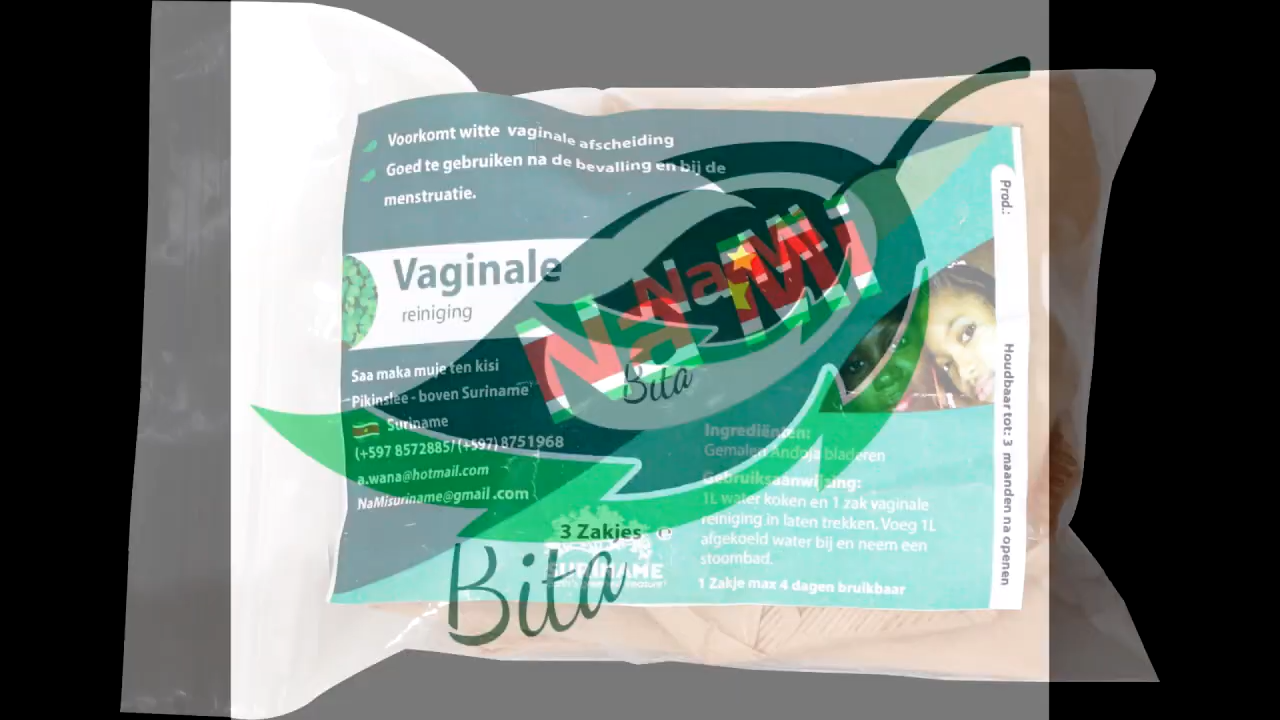 Voorkomt witte vaginale afscheiding
Goed te gebruiken na de bevalling en bij de
menstruatie.
Vaginale
reiniging
Saa maka muje ten kisi
Pikinslee - boven Suriname
Suriname
(+597 8572885/ (+597) 8751968
a.wana@hotmail.com
NaMisuriname@gmail.com
NaMi
NaMi
Bita
Ingrediënten:
Gemalen Andoja bladeren
Gebruiksaanwijzing:
1L water koken en 1 zak vaginale
reiniging in laten trekken. Voeg 1L
afgekoeld water bij en neem een
stoombad.
1 Zakje max 4 dagen bruikbaar
3 Zakjes e
SURINAME
Bita
Prod.:
Houdbaar tot: 3 maanden na openen